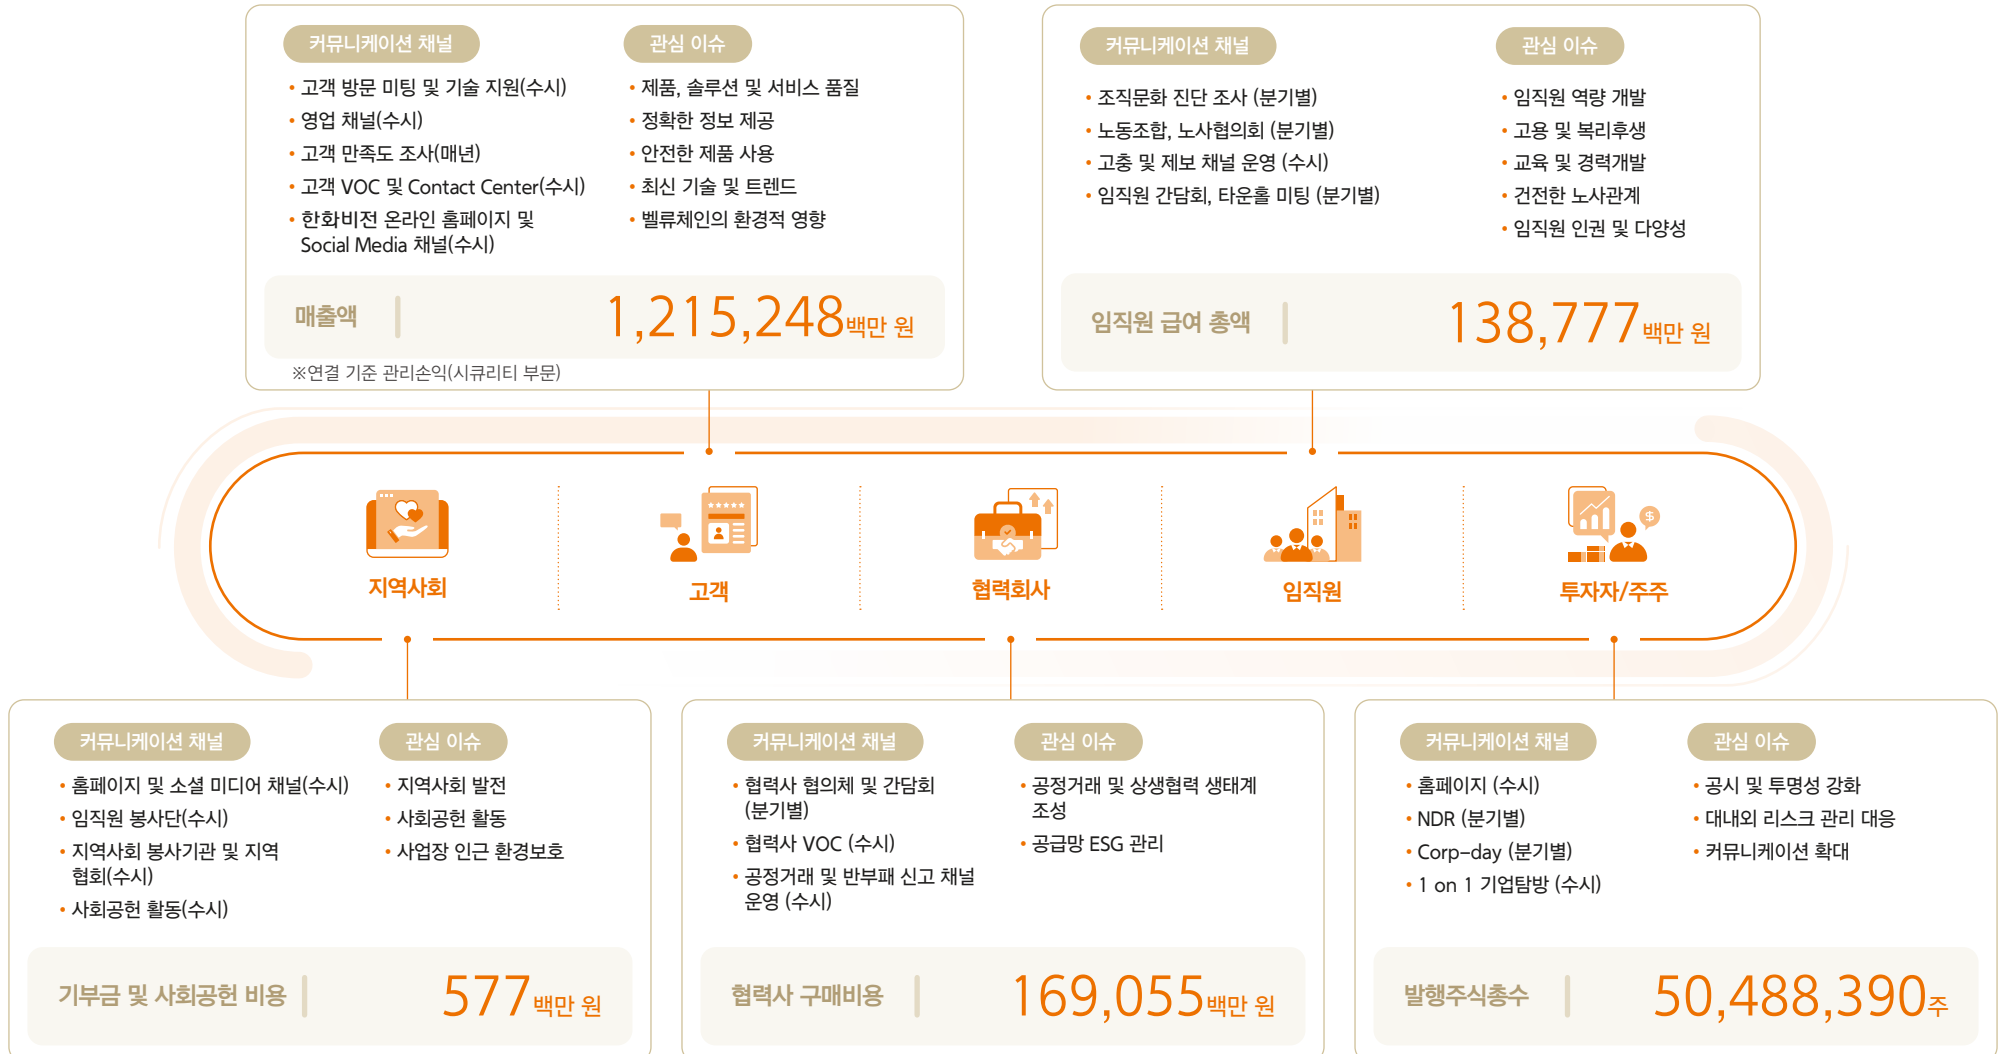 커뮤니케이션 채널
• 고객 방문 미팅 및 기술 지원(수시)
• 영업 채널(수시)
• 고객 만족도 조사(매년)
• 고객 VOC 및 Contact Center(수시)
• 한화비전 온라인 홈페이지 및
Social Media 채널(수시)
관심 이슈
• 제품, 솔루션 및 서비스 품질
• 정확한 정보 제공
• 안전한 제품 사용
• 최신 기술 및 트렌드
• 벨류체인의 환경적 영향
매출액
1,215,248백만 원
※연결 기준 관리손익(시큐리티 부문)
커뮤니케이션 채널
• 조직문화 진단 조사 (분기별)
• 노동조합, 노사협의회 (분기별)
• 고충 및 제보 채널 운영 (수시)
• 임직원 간담회, 타운홀 미팅 (분기별)
관심 이슈
• 임직원 역량 개발
• 고용 및 복리후생
• 교육 및 경력개발
• 건전한 노사관계
• 임직원 인권 및 다양성
임직원 급여 총액
138,777백만 원
지역사회
고객
협력회사
임직원
투자자/주주
커뮤니케이션 채널
• 홈페이지 및 소셜 미디어 채널(수시)
• 임직원 봉사단(수시)
• 지역사회 봉사기관 및 지역
협회(수시)
• 사회공헌 활동(수시)
관심 이슈
• 지역사회 발전
• 사회공헌 활동
• 사업장 인근 환경보호
기부금 및 사회공헌 비용
577백만 원
커뮤니케이션 채널
• 협력사 협의체 및 간담회
(분기별)
• 협력사 VOC (수시)
• 공정거래 및 반부패 신고 채널
운영 (수시)
관심 이슈
• 공정거래 및 상생협력 생태계
조성
• 공급망 ESG 관리
협력사 구매비용
169,055백만 원
커뮤니케이션 채널
• 홈페이지 (수시)
• NDR (분기별)
• Corp-day (분기별)
• 1 on 1 기업탐방 (수시)
관심 이슈
• 공시 및 투명성 강화
• 대내외 리스크 관리 대응
• 커뮤니케이션 확대
발행주식총수
50,488,390주